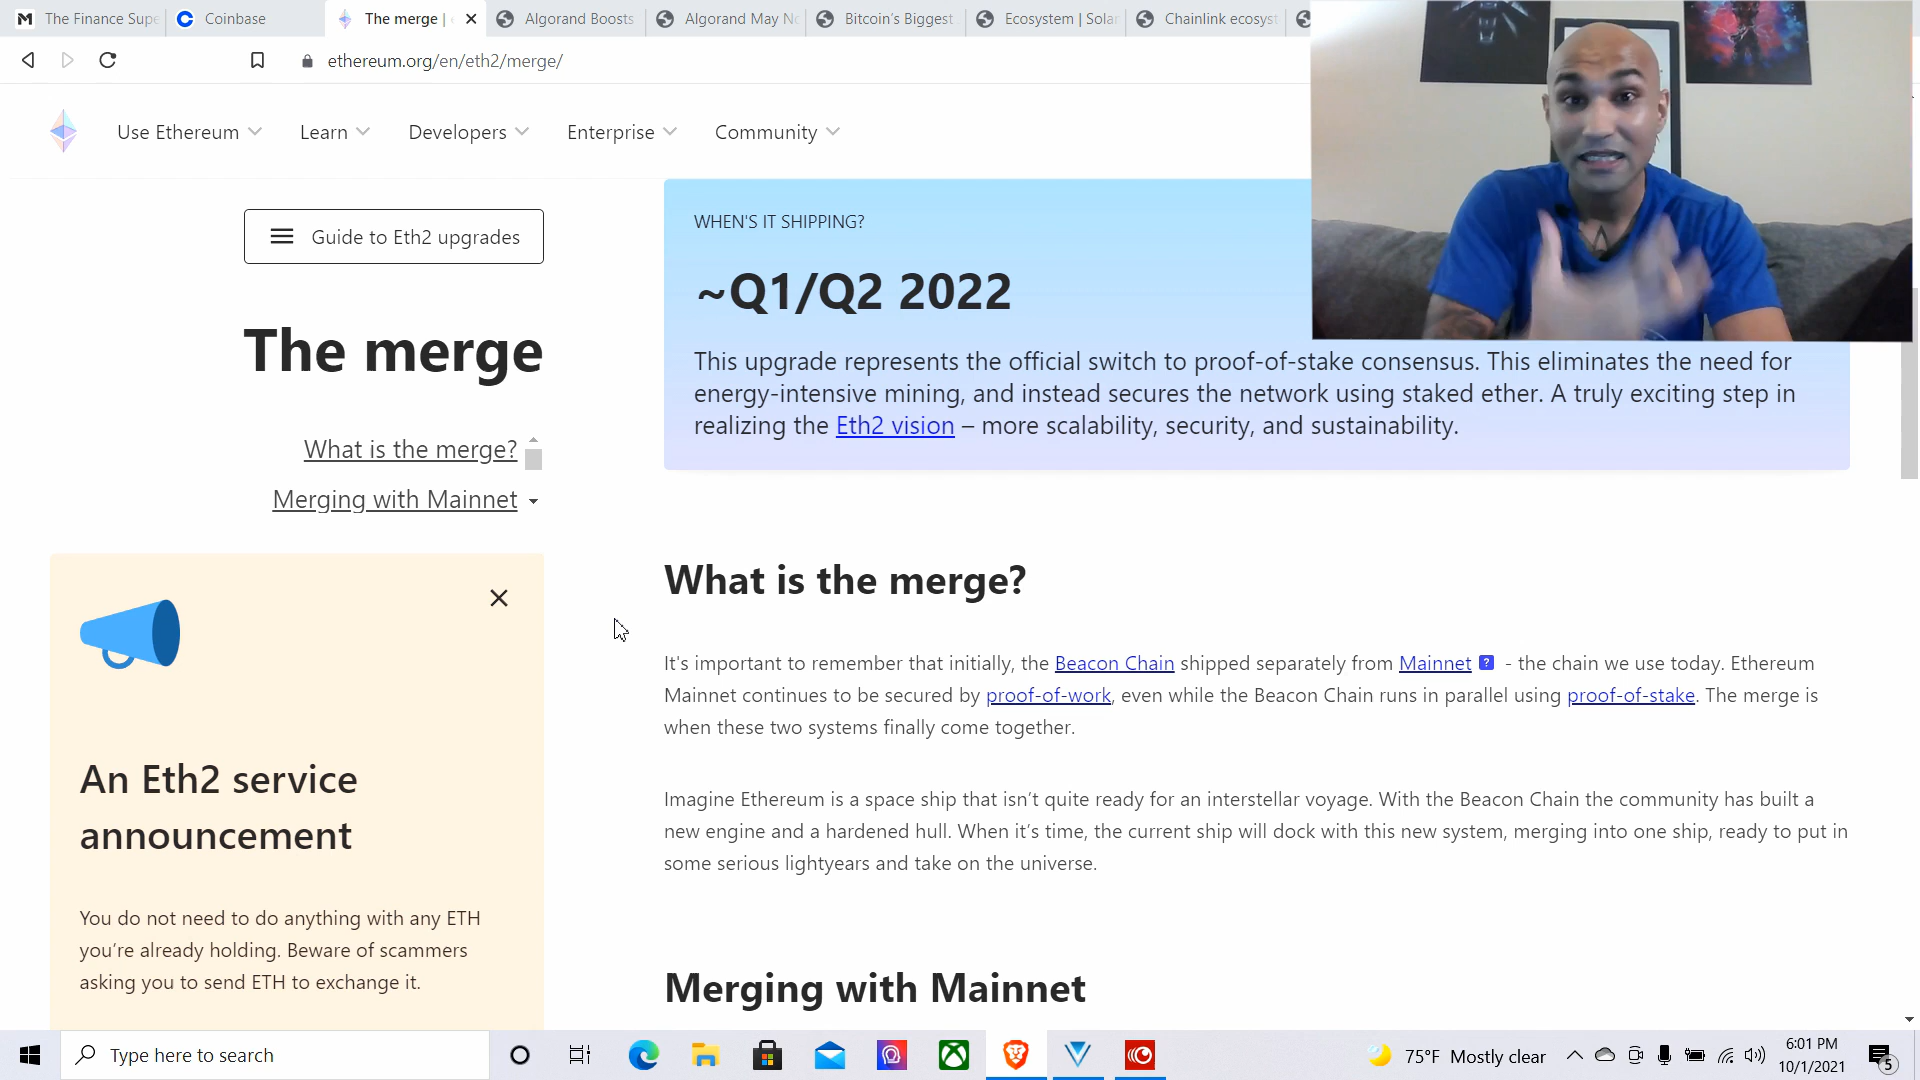 The Finance Supe
Coinbase
The merge |
Algorand Boosts
Algorand May No
Bitcoin's Biggest
Ecosystem | Solar
Chainlink ecosyst
ethereum.org/en/eth2/merge/
Use Ethereum
Learn
Developers
Enterprise
Community
Guide to Eth2 upgrades
The merge
What is the merge?
Merging with Mainnet
An Eth2 service
announcement
You do not need to do anything with any ETH
you're already holding. Beware of scammers
asking you to send ETH to exchange it.
WHEN'S IT SHIPPING?
~Q1/Q2 2022
This upgrade represents the official switch to proof-of-stake consensus. This eliminates the need for
energy-intensive mining, and instead secures the network using staked ether. A truly exciting step in
realizing the Eth2 vision – more scalability, security, and sustainability.
What is the merge?
It's important to remember that initially, the Beacon Chain shipped separately from Mainnet ? - the chain we use today. Ethereum
Mainnet continues to be secured by proof-of-work, even while the Beacon Chain runs in parallel using proof-of-stake. The merge is
when these two systems finally come together.
Imagine Ethereum is a space ship that isn't quite ready for an interstellar voyage. With the Beacon Chain the community has built a
new engine and a hardened hull. When it's time, the current ship will dock with this new system, merging into one ship, ready to put in
some serious lightyears and take on the universe.
Merging with Mainnet
Type here to search
75°F Mostly clear
6:01 PM
10/1/2021
5